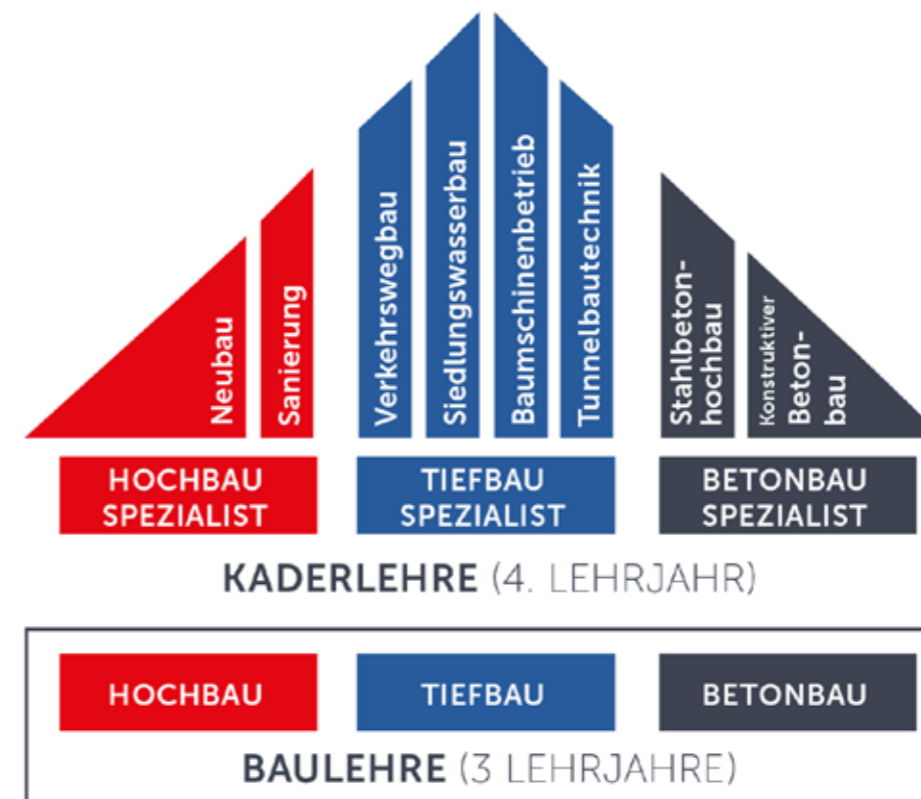 Neubau
Sanierung
Verkehrswegbau
Siedlungswasserbau
Baumschinenbetrieb
Tunnelbautechnik
Stahlbeton-
hochbau
Konstruktiver
Beton-
bau
HOCHBAU
SPEZIALIST
TIEFBAU
SPEZIALIST
BETONBAU
SPEZIALIST
KADERLEHRE (4. LEHRJAHR)
HOCHBAU
TIEFBAU
BETONBAU
BAULEHRE (3 LEHRJAHRE)